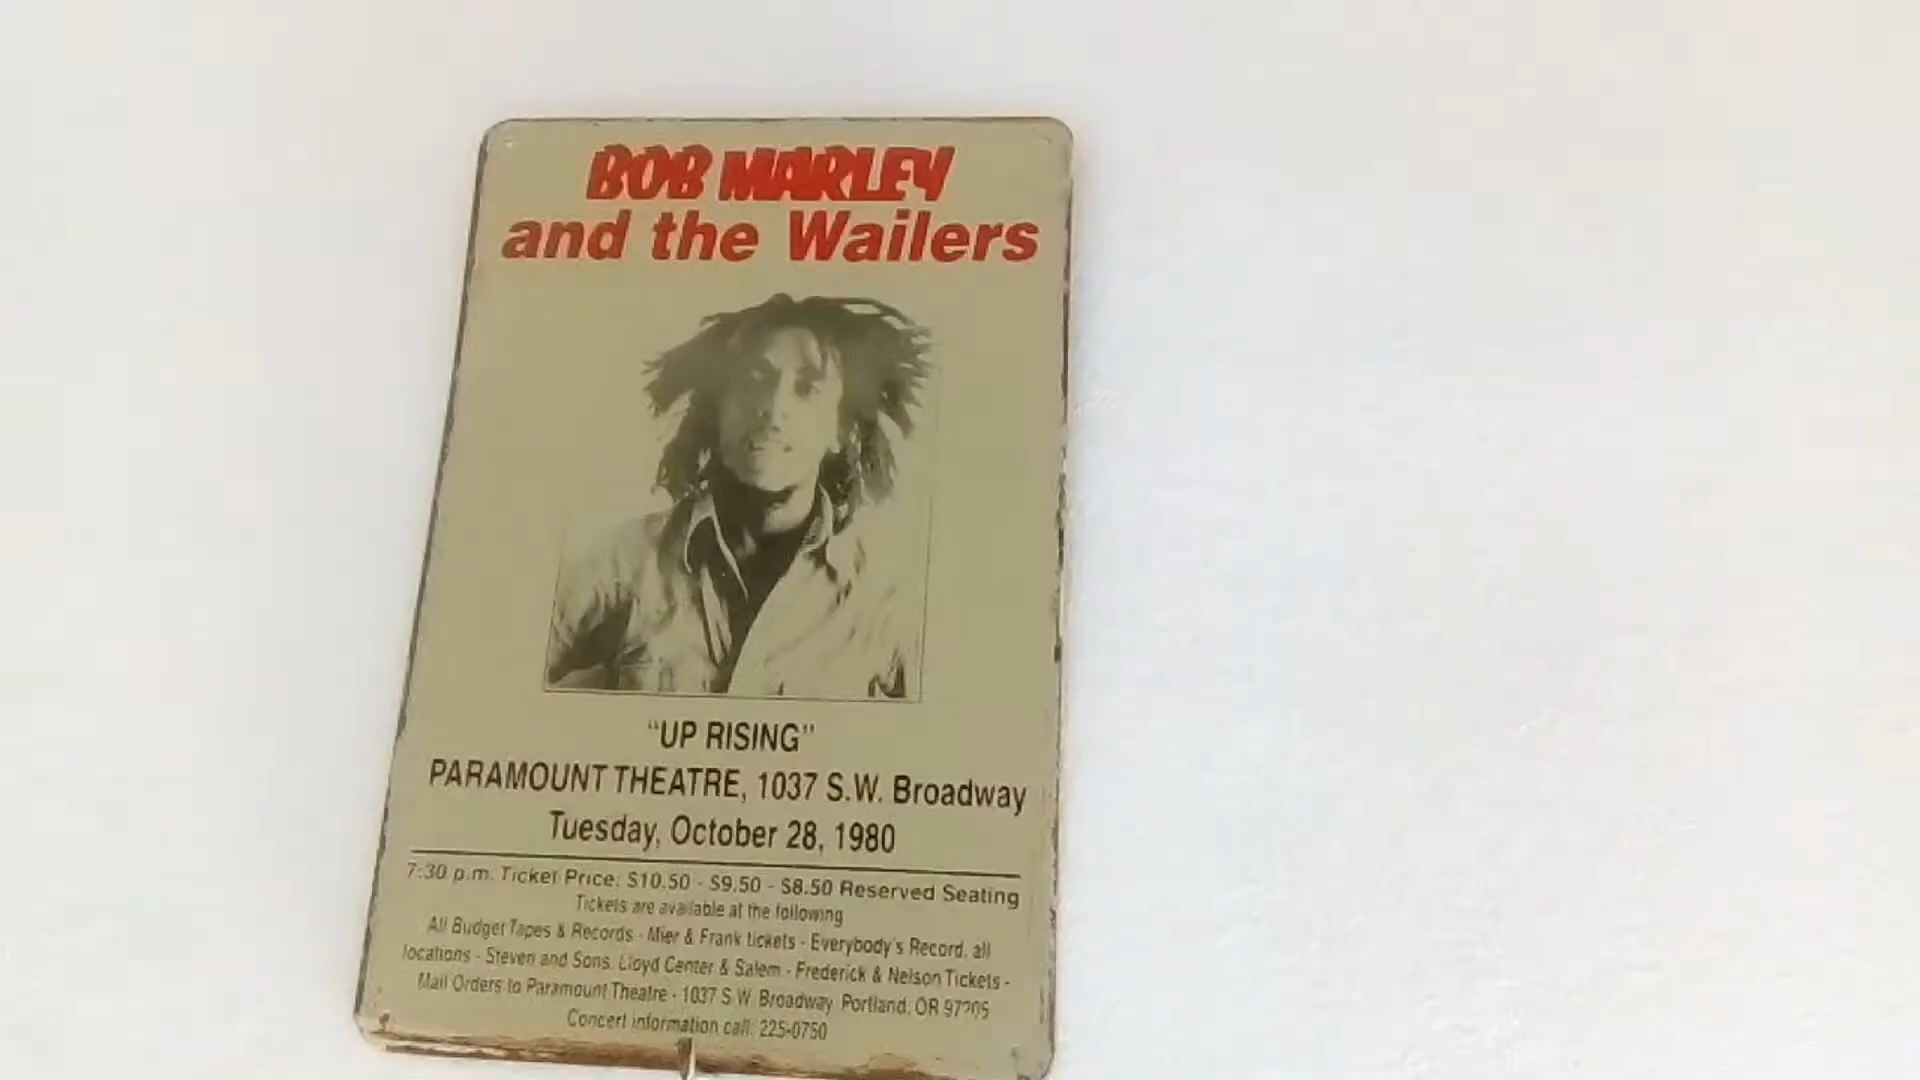 BOB MARLEY
and the Wailers
"UP RISING"
PARAMOUNT THEATRE, 1037 S.W. Broadway
Tuesday, October 28, 1980
7:30 p.m. Ticket Price: $10.50 - $9.50 - $8.50 Reserved Seating
Tickets are available at the following
All Budget Tapes & Records - Mier & Frank tickets - Everybody's Record, all
locations - Steven and Sons, Lloyd Center & Salem - Frederick & Nelson Tickets -
Mail Orders to Paramount Theatre - 1037 S.W. Broadway, Portland, OR 97205
Concert information call: 225-0750